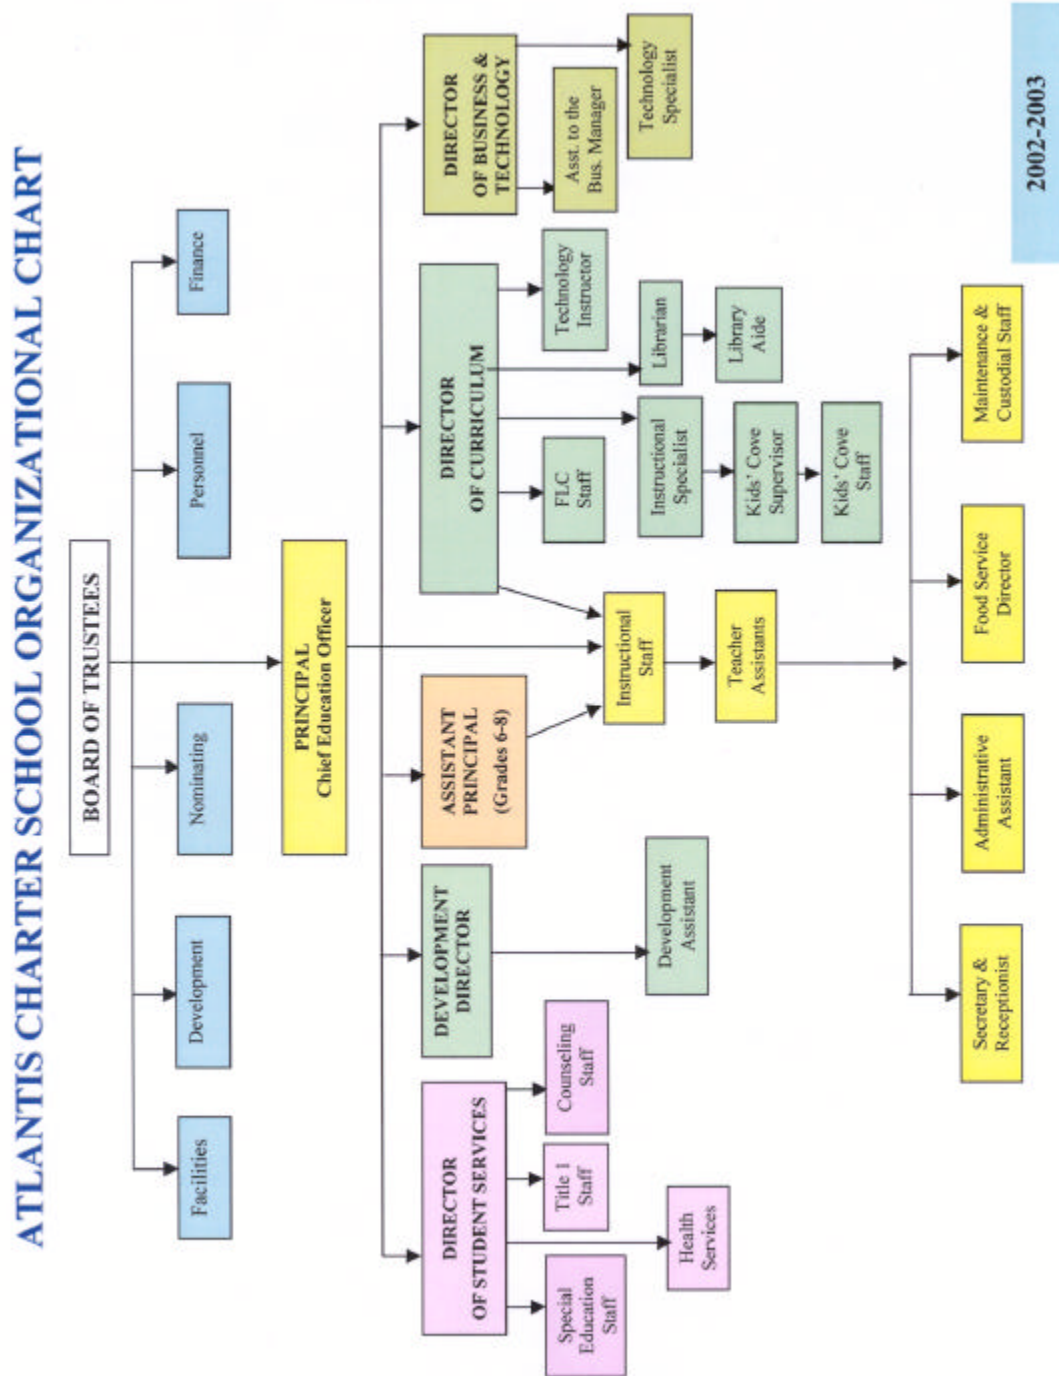 ATLANTIS CHARTER SCHOOL ORGANIZATIONAL CHART
BOARD OF TRUSTEES
Facilities
Development
Nominating
Personnel
Finance
PRINCIPAL
Chief Education Officer
DIRECTOR
OF STUDENT SERVICES
DEVELOPMENT
DIRECTOR
ASSISTANT
PRINCIPAL
(Grades 6-8)
DIRECTOR
OF CURRICULUM
DIRECTOR
OF BUSINESS &
TECHNOLOGY
Special
Education
Staff
Title 1
Staff
Counseling
Staff
Health
Services
Development
Assistant
Instructional
Staff
Teacher
Assistants
FLC
Staff
Instructional
Specialist
Kids' Cove
Supervisor
Kids' Cove
Staff
Librarian
Library
Aide
Technology
Instructor
Asst. to the
Bus. Manager
Technology
Specialist
Secretary &
Receptionist
Administrative
Assistant
Food Service
Director
Maintenance &
Custodial Staff
2002-2003